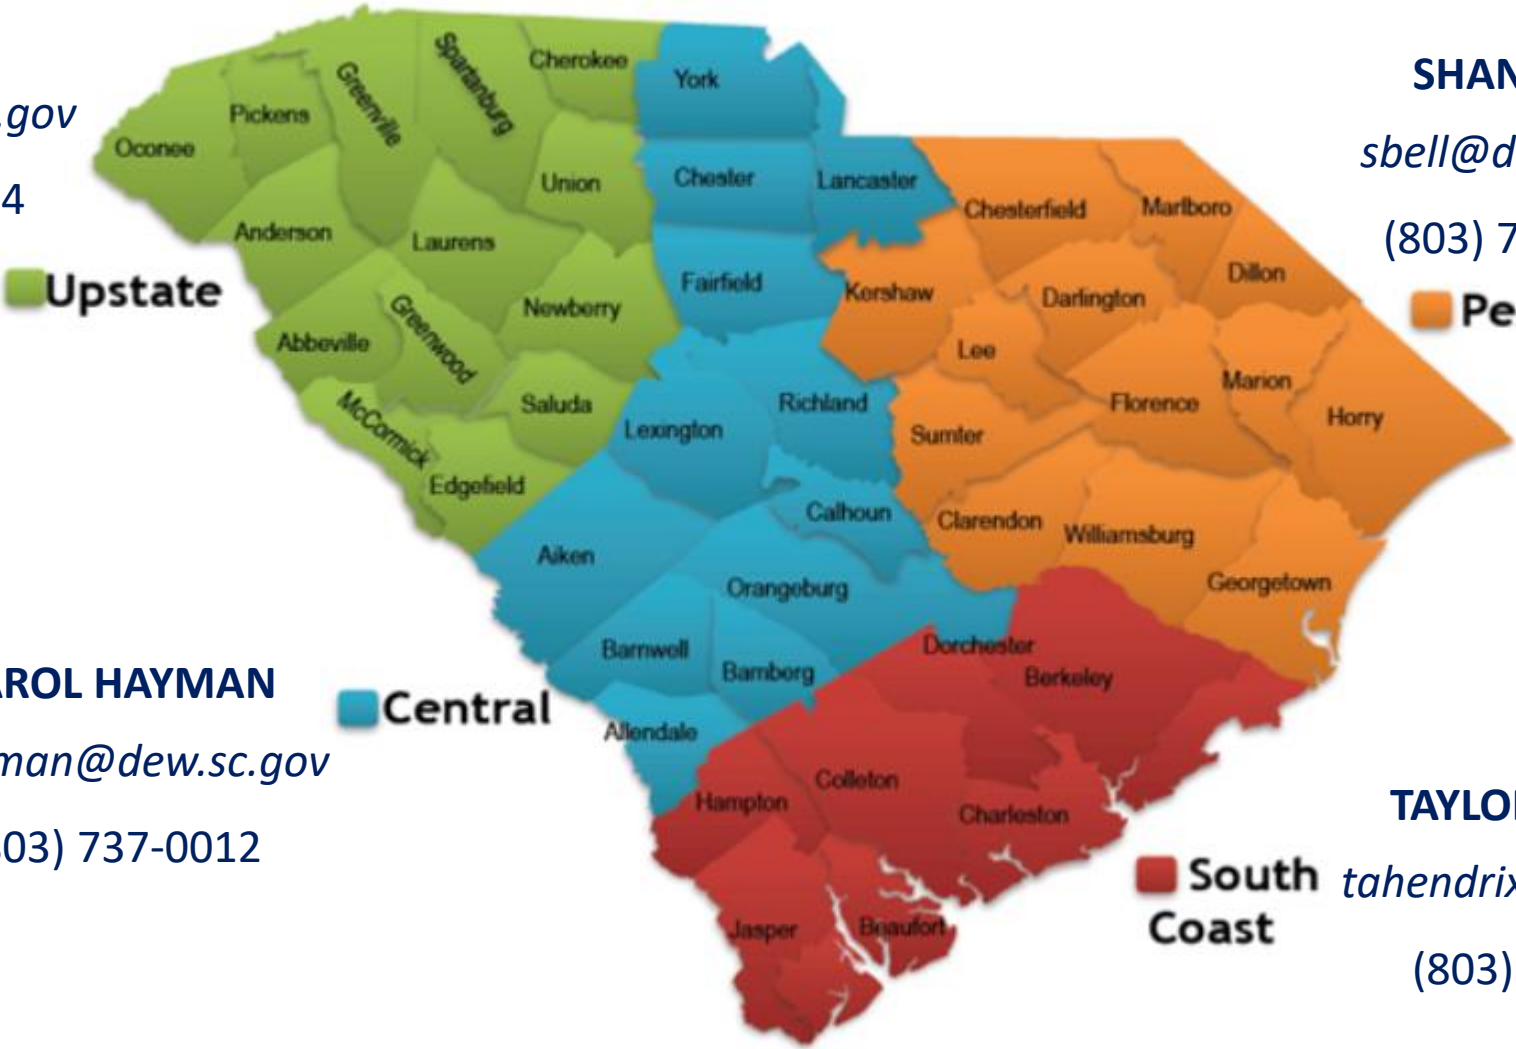 .gov
4
Upstate
SHAN
sbell@d
(803) 7
Pe
Cherokee
Spartanburg
York
Greenville
Pickens
Oconee
Union
Chester
Lancaster
Chesterfield
Marlboro
Anderson
Laurens
Dillon
Fairfield
Kershaw
Darlington
Newberry
Greenwood
Abbeville
Lee
Marion
Saluda
Richland
Florence
Horry
McCormick
Lexington
Sumter
Edgefield
Calhoun
Clarendon
Williamsburg
Aiken
Orangeburg
Georgetown
Barnwell
Bamberg
Dorchester
Berkeley
Allendale
Colleton
Hampton
Charleston
Jasper
Beaufort
AROL HAYMAN
man@dew.sc.gov
03) 737-0012
Central
TAYLO
tahendrix
(803)
South
Coast